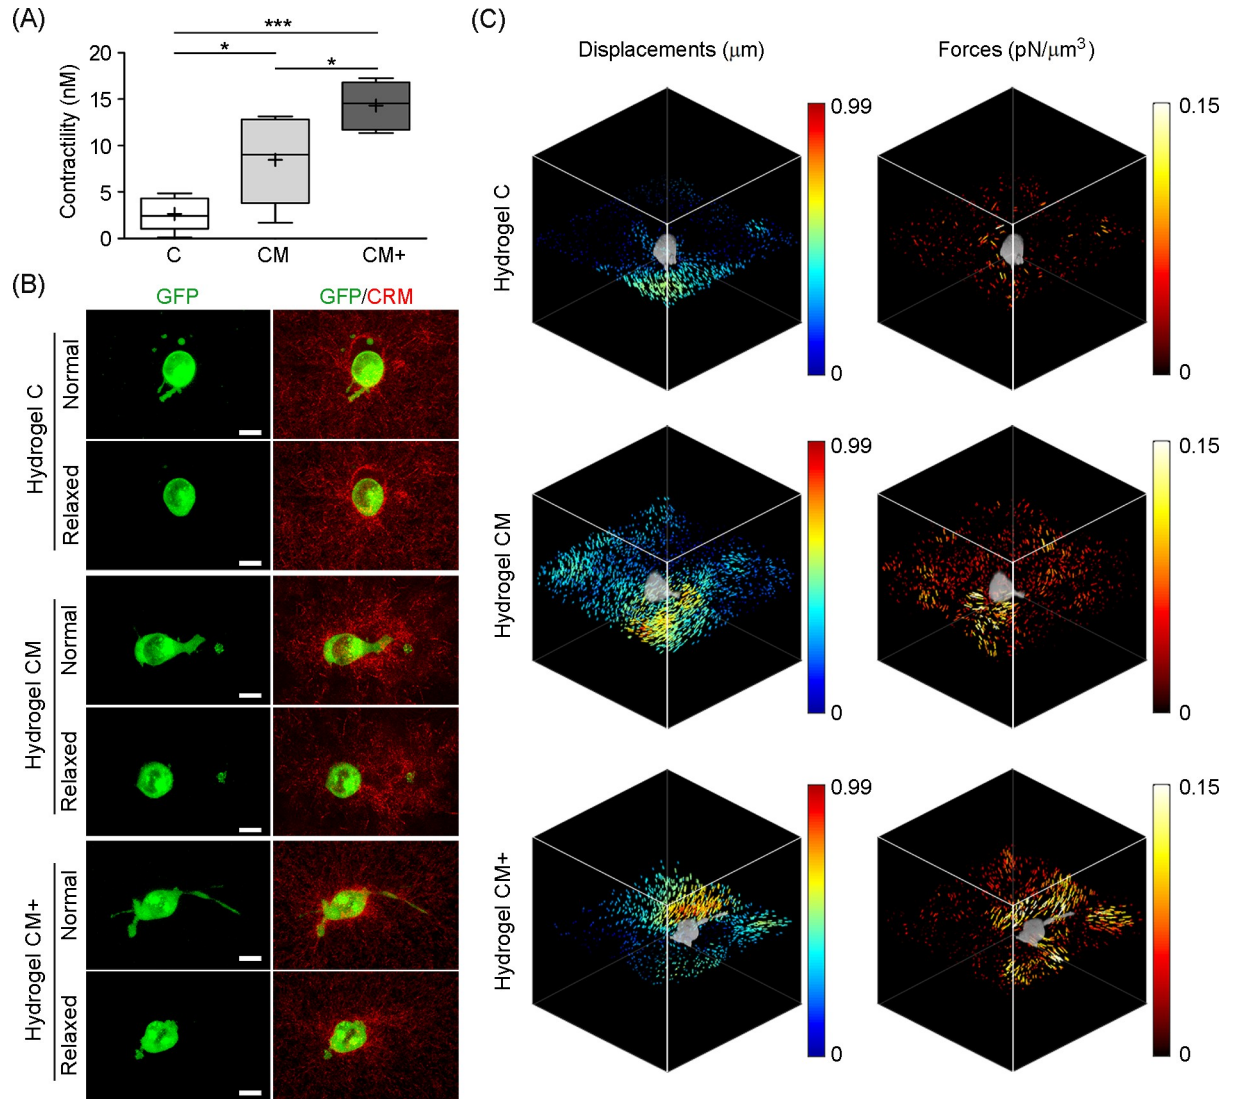 (A)
***
*
*
20
15
10
5
0
Contractility (nM)
C CM CM+
(B)
GFP GFP/CRM
Hydrogel C
Normal
Relaxed
Hydrogel CM
Normal
Relaxed
Hydrogel CM+
Normal
Relaxed
(C)
Displacements (μm) Forces (pN/μm³)
Hydrogel C
0.99
0
0.15
0
Hydrogel CM
0.99
0
0.15
0
Hydrogel CM+
0.99
0
0.15
0